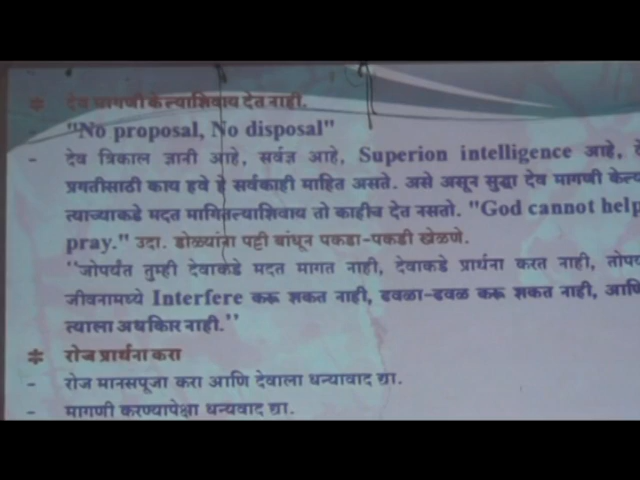 * देव मागणी केल्याशिवाय देत नाही.
"No proposal, No disposal"
- देव त्रिकाल ज्ञानी आहे, सर्वज्ञ आहे, Superion intelligence आहे,
प्रगतीसाठी काय हवे हे सर्वकाही माहित असते. असे असून सुद्धा देव मागणी
त्याच्याकडे मदत मागितल्याशिवाय तो काहीच देत नसतो. "God cannot help
pray." उदा. डोळ्यांना पट्टी बांधून पकडा-पकडी खेळणे.
"जोपर्यंत तुम्ही देवाकडे मदत मागत नाही, देवाकडे प्रार्थना करत नाही,
जीवनामध्ये Interfere करू शकत नाही, ढवळा-ढवळ करू शकत नाही, आणि
त्याला अधकिार नाही."
* रोज प्रार्थना करा
- रोज मानसपूजा करा आणि देवाला धन्यावाद द्या.
- मागणी करण्यापेक्षा धन्यवाद द्या.